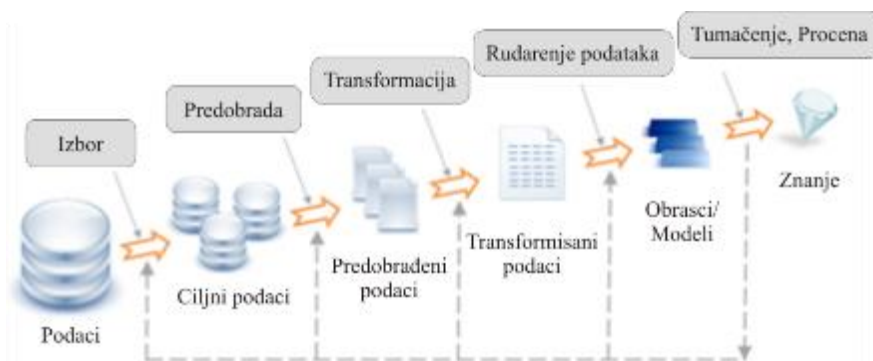 Tumačenje, Procena
Rudarenje podataka
Transformacija
Predobrada
Izbor
Podaci
Ciljni podaci
Predobrađeni
podaci
Transformisani
podaci
Obrasci/
Modeli
Znanje